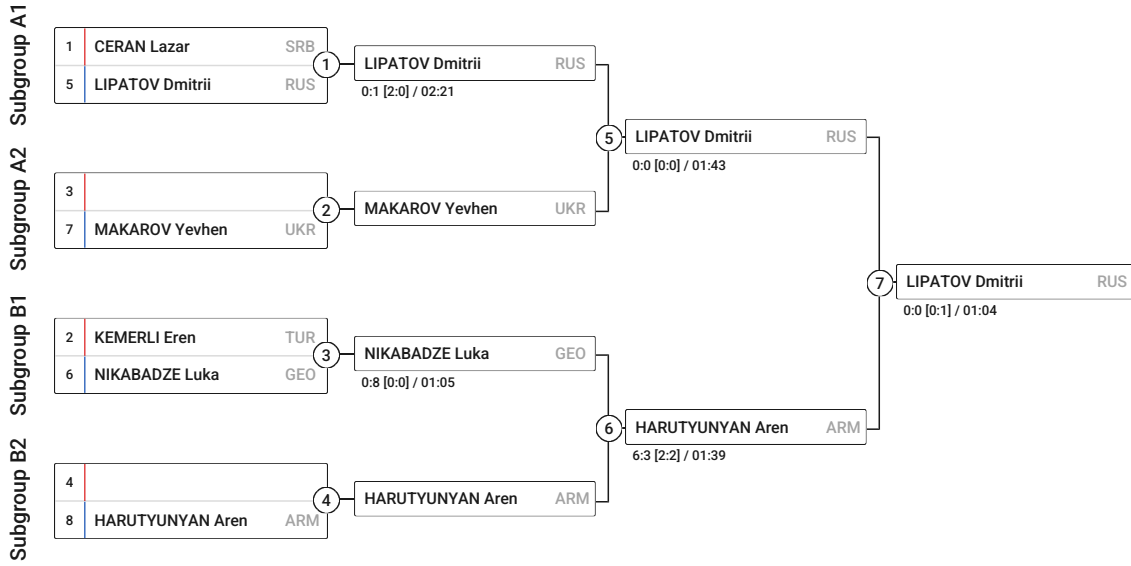 Subgroup A1
1 CERAN Lazar SRB
5 LIPATOV Dmitrii RUS
1
LIPATOV Dmitrii RUS
0:1 [2:0] / 02:21
5
LIPATOV Dmitrii RUS
0:0 [0:0] / 01:43
Subgroup A2
3
7 MAKAROV Yevhen UKR
2
MAKAROV Yevhen UKR
7
LIPATOV Dmitrii RUS
0:0 [0:1] / 01:04
Subgroup B1
2 KEMERLI Eren TUR
6 NIKABADZE Luka GEO
3
NIKABADZE Luka GEO
0:8 [0:0] / 01:05
6
HARUTYUNYAN Aren ARM
6:3 [2:2] / 01:39
Subgroup B2
4
8 HARUTYUNYAN Aren ARM
4
HARUTYUNYAN Aren ARM